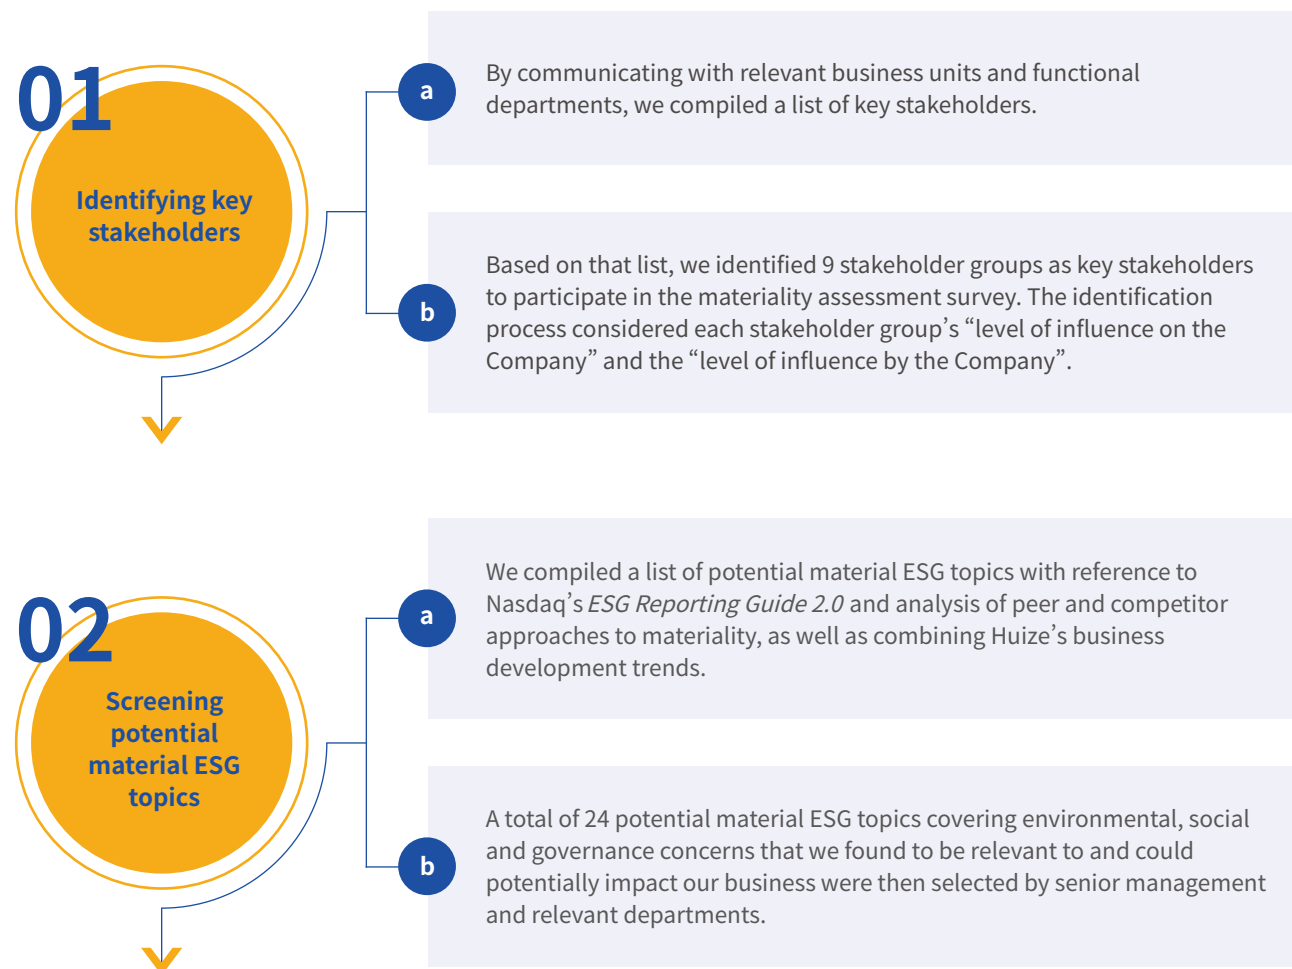 01
Identifying key
stakeholders
a
By communicating with relevant business units and functional
departments, we compiled a list of key stakeholders.
b
Based on that list, we identified 9 stakeholder groups as key stakeholders
to participate in the materiality assessment survey. The identification
process considered each stakeholder group’s “level of influence on the
Company” and the “level of influence by the Company”.
02
Screening
potential
material ESG
topics
a
We compiled a list of potential material ESG topics with reference to
Nasdaq’s ESG Reporting Guide 2.0 and analysis of peer and competitor
approaches to materiality, as well as combining Huize’s business
development trends.
b
A total of 24 potential material ESG topics covering environmental, social
and governance concerns that we found to be relevant to and could
potentially impact our business were then selected by senior management
and relevant departments.